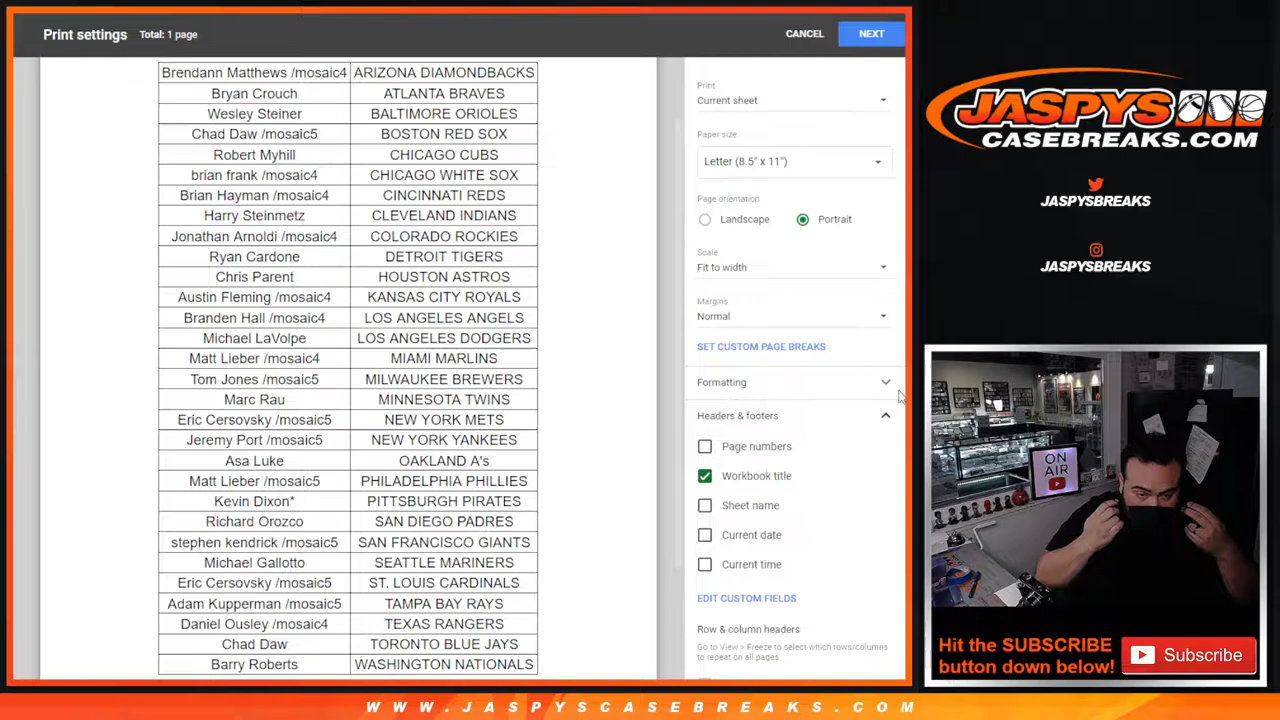 Print settings Total: 1 page CANCEL NEXT
Brendann Matthews /mosaic4 ARIZONA DIAMONDBACKS
Bryan Crouch ATLANTA BRAVES
Wesley Steiner BALTIMORE ORIOLES
Chad Daw /mosaic5 BOSTON RED SOX
Robert Myhill CHICAGO CUBS
brian frank /mosaic4 CHICAGO WHITE SOX
Brian Hayman /mosaic4 CINCINNATI REDS
Harry Steinmetz CLEVELAND INDIANS
Jonathan Arnoldi /mosaic4 COLORADO ROCKIES
Ryan Cardone DETROIT TIGERS
Chris Parent HOUSTON ASTROS
Austin Fleming /mosaic4 KANSAS CITY ROYALS
Branden Hall /mosaic4 LOS ANGELES ANGELS
Michael LaVolpe LOS ANGELES DODGERS
Matt Lieber /mosaic4 MIAMI MARLINS
Tom Jones /mosaic5 MILWAUKEE BREWERS
Marc Rau MINNESOTA TWINS
Eric Cersovsky /mosaic5 NEW YORK METS
Jeremy Port /mosaic5 NEW YORK YANKEES
Asa Luke OAKLAND A's
Matt Lieber /mosaic5 PHILADELPHIA PHILLIES
Kevin Dixon* PITTSBURGH PIRATES
Richard Orozco SAN DIEGO PADRES
stephen kendrick /mosaic5 SAN FRANCISCO GIANTS
Michael Gallotto SEATTLE MARINERS
Eric Cersovsky /mosaic5 ST. LOUIS CARDINALS
Adam Kupperman /mosaic5 TAMPA BAY RAYS
Daniel Ousley /mosaic4 TEXAS RANGERS
Chad Daw TORONTO BLUE JAYS
Barry Roberts WASHINGTON NATIONALS
Print
Current sheet
Paper size
Letter (8.5" x 11")
Page orientation
Landscape Portrait
Scale
Fit to width
Margins
Normal
SET CUSTOM PAGE BREAKS
Formatting
Headers & footers
Page numbers
Workbook title
Sheet name
Current date
Current time
EDIT CUSTOM FIELDS
Row & column headers
Go to View > Freeze to select which rows/columns
to repeat on all pages
JASPYS
CASEBREAKS.COM
JASPYSBREAKS
JASPYSBREAKS
ON
AIR
Hit the SUBSCRIBE
button down below!
Subscribe
WWW.JASPYSCASEBREAKS.COM